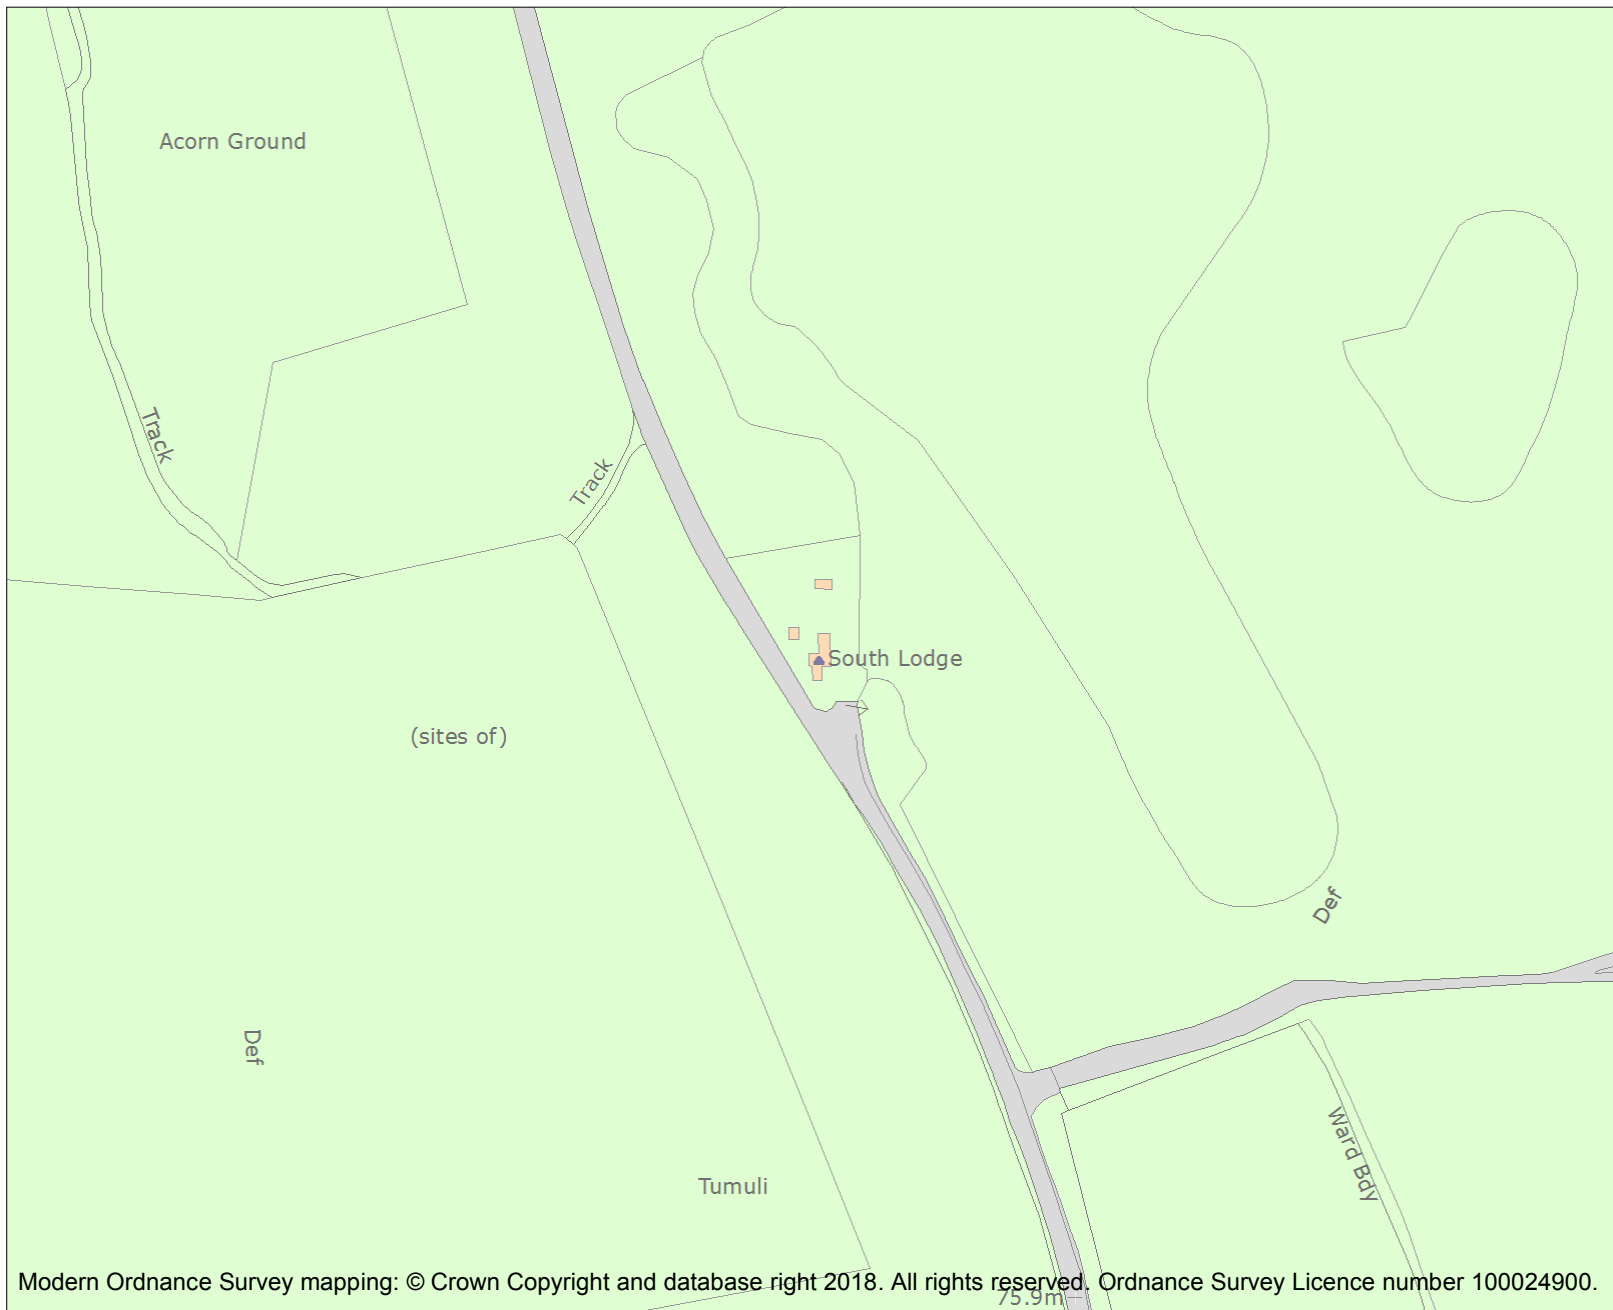 Acorn Ground
Track
Track
South Lodge
(sites of)
Def
Def
Ward Bdy
Tumuli
Modern Ordnance Survey mapping: © Crown Copyright and database right 2018. All rights reserved. Ordnance Survey Licence number 100024900.
75.9m